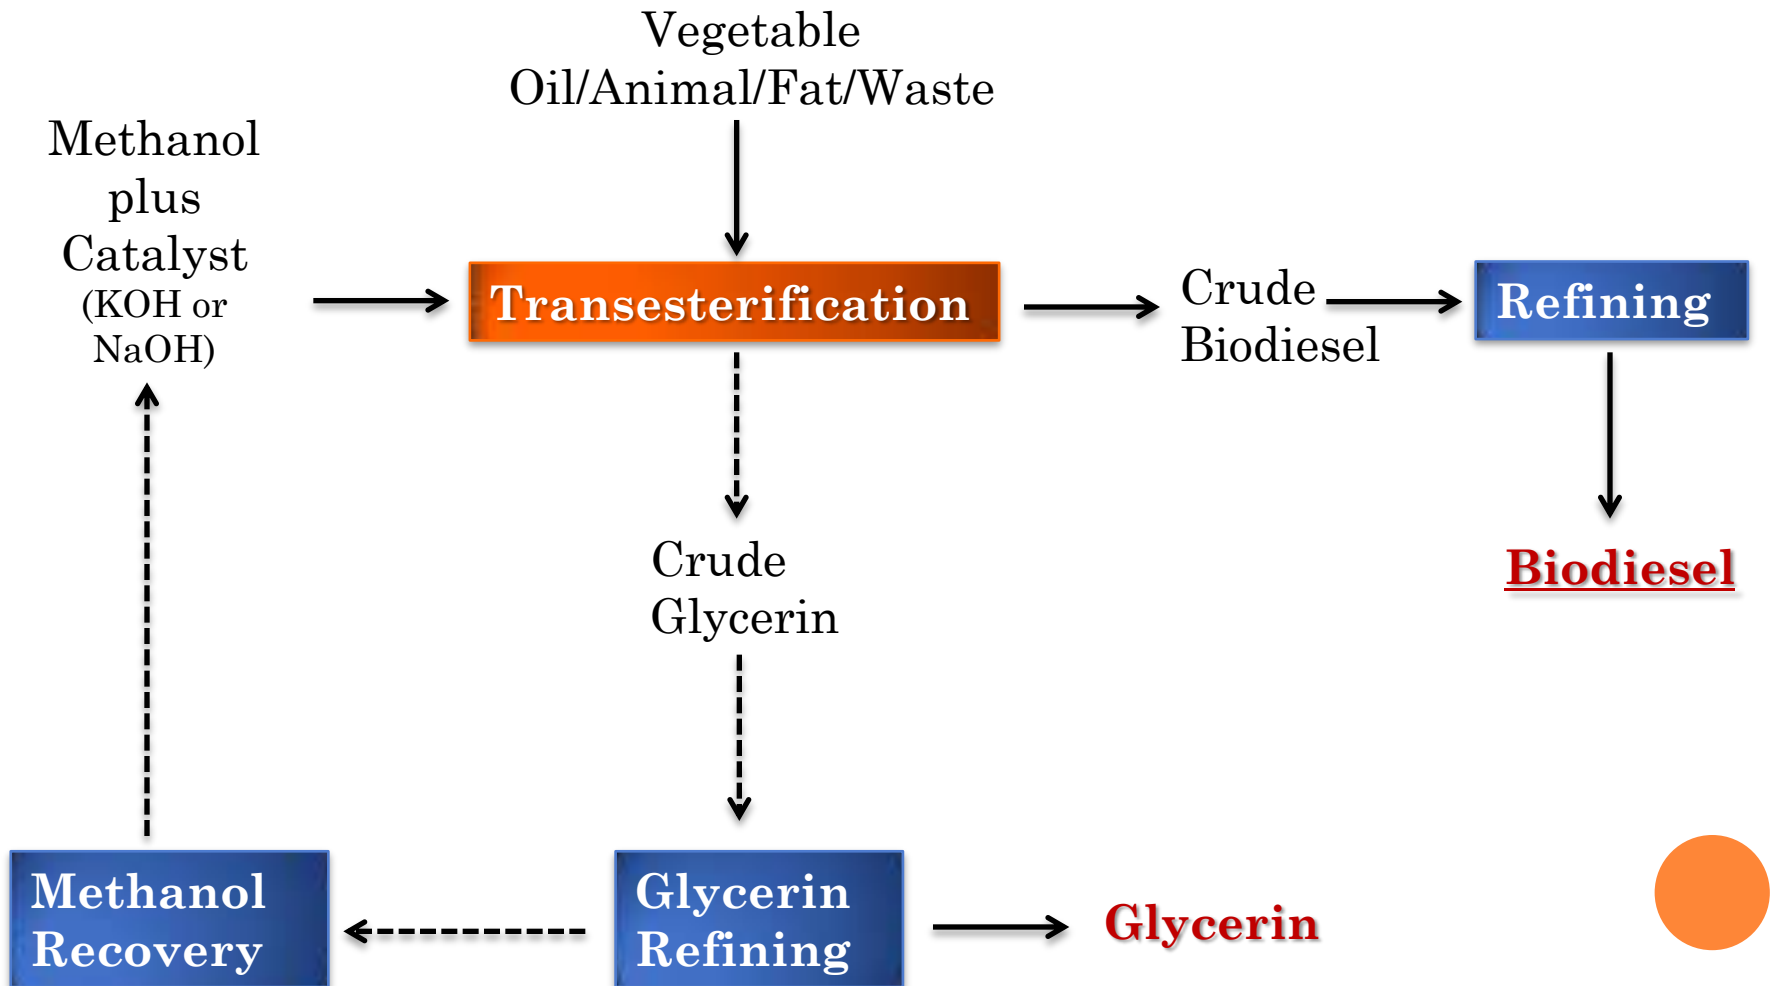 Vegetable
Oil/Animal/Fat/Waste
Methanol
plus
Catalyst
(KOH or
NaOH)
Transesterification
Crude
Biodiesel
Refining
Biodiesel
Crude
Glycerin
Methanol
Recovery
Glycerin
Refining
Glycerin